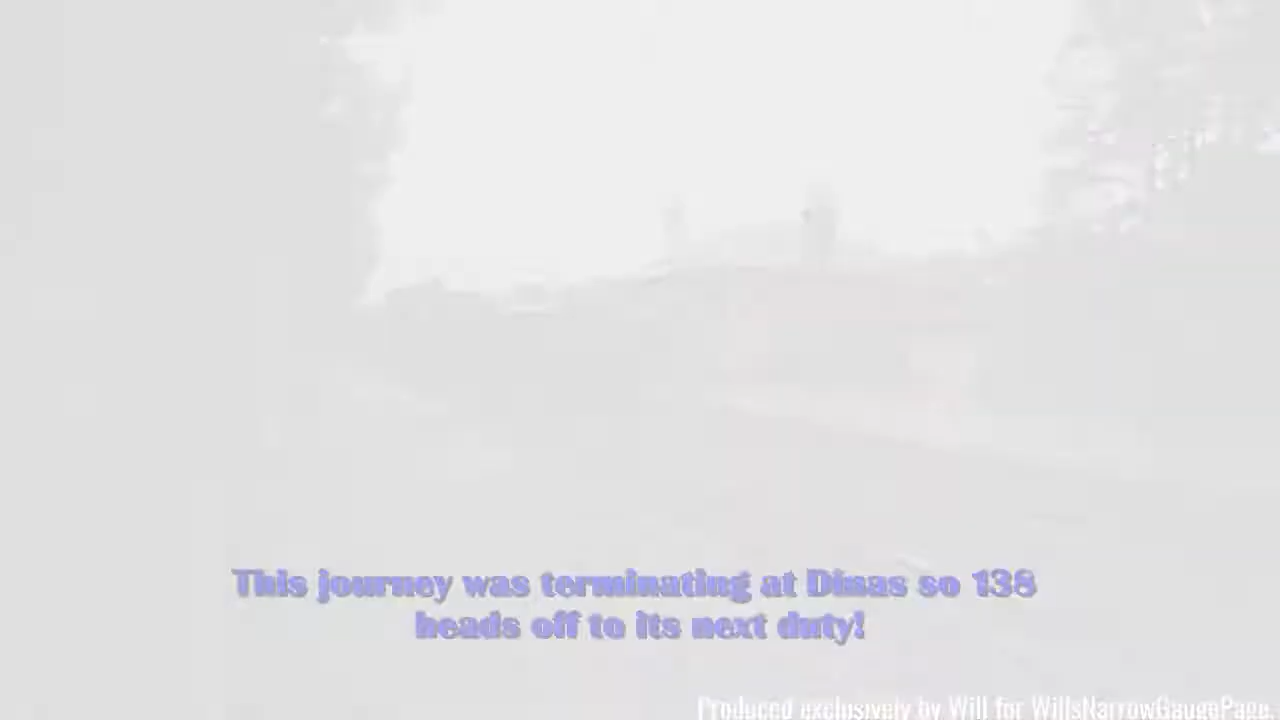 This journey was terminating at Dinas so 138
heads off to its next duty!
Produced exclusively by Will for WillsNarrowGaugePage.